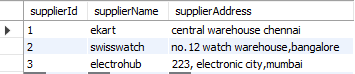 supplierId supplierName supplierAddress
1 ekart central warehouse chennai
2 swisswatch no.12 watch warehouse,bangalore
3 electrohub 223, electronic city,mumbai